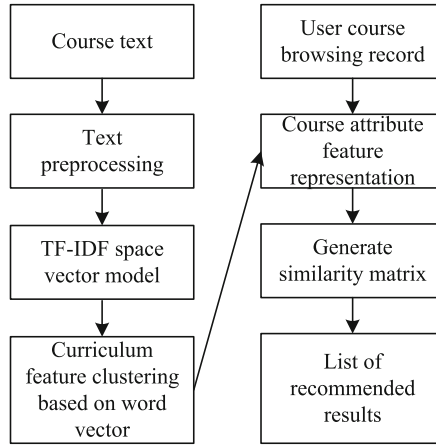 Course text
Text
preprocessing
TF-IDF space
vector model
Curriculum
feature clustering
based on word
vector
User course
browsing record
Course attribute
feature
representation
Generate
similarity matrix
List of
recommended
results